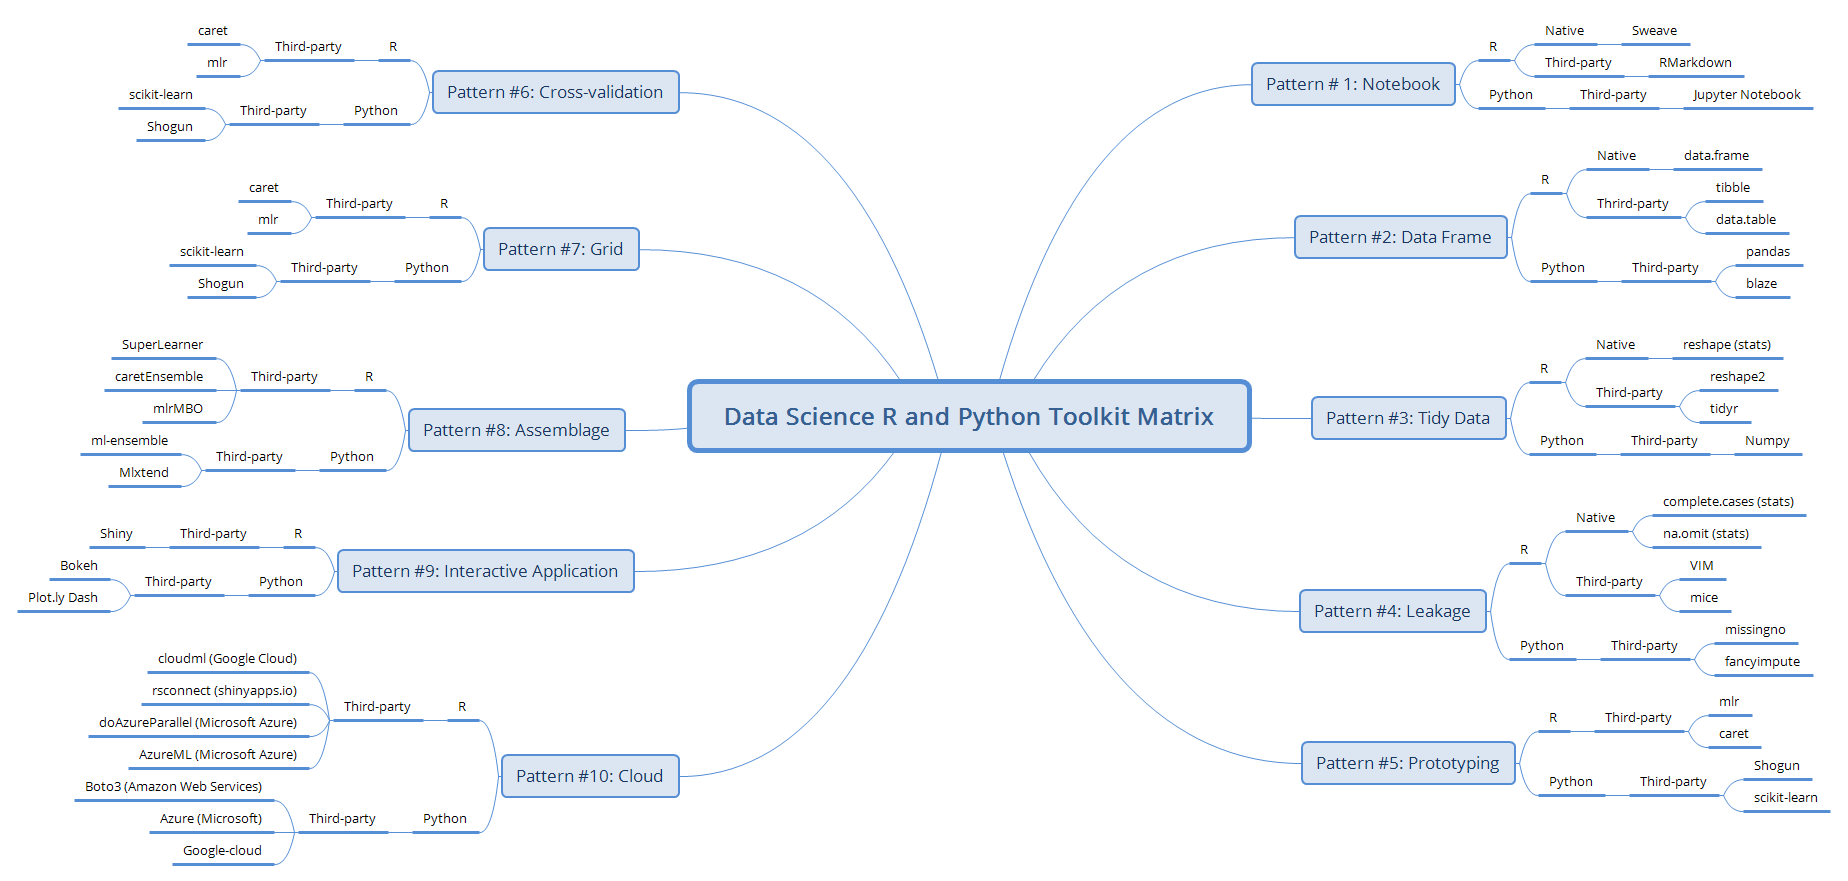 Data Science R and Python Toolkit Matrix
Pattern # 1: Notebook
R
Native
Sweave
Third-party
RMarkdown
Python
Third-party
Jupyter Notebook
Pattern #2: Data Frame
R
Native
data.frame
Thrird-party
tibble
data.table
Python
Third-party
pandas
blaze
Pattern #3: Tidy Data
R
Native
reshape (stats)
Third-party
reshape2
tidyr
Python
Third-party
Numpy
Pattern #4: Leakage
R
Native
complete.cases (stats)
na.omit (stats)
Third-party
VIM
mice
Python
Third-party
missingno
fancyimpute
Pattern #5: Prototyping
R
Third-party
mlr
caret
Python
Third-party
Shogun
scikit-learn
Pattern #6: Cross-validation
R
Third-party
caret
mlr
Python
Third-party
scikit-learn
Shogun
Pattern #7: Grid
R
Third-party
caret
mlr
Python
Third-party
scikit-learn
Shogun
Pattern #8: Assemblage
R
Third-party
SuperLearner
caretEnsemble
mlrMBO
Python
Third-party
ml-ensemble
Mlxtend
Pattern #9: Interactive Application
R
Third-party
Shiny
Python
Third-party
Bokeh
Plot.ly Dash
Pattern #10: Cloud
R
Third-party
cloudml (Google Cloud)
rsconnect (shinyapps.io)
doAzureParallel (Microsoft Azure)
AzureML (Microsoft Azure)
Python
Third-party
Boto3 (Amazon Web Services)
Azure (Microsoft)
Google-cloud